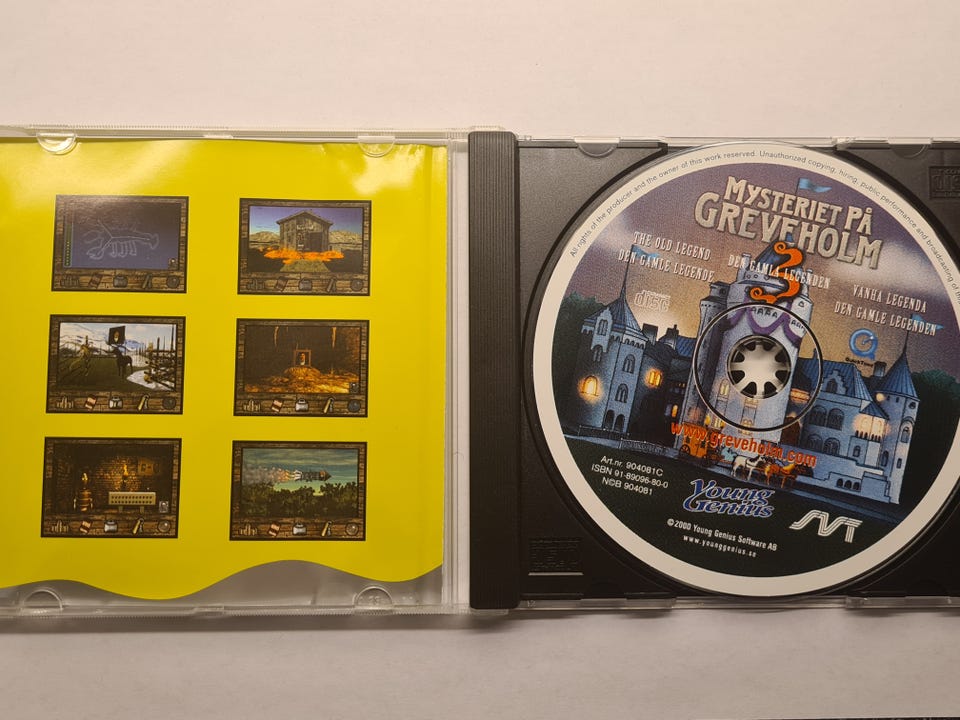 All rights of the producer and the owner of this work reserved. Unauthorized copying, hiring, public performance and broadcasting of
MYSTERIET PÅ
GREVEHOLM
3
THE OLD LEGEND
DEN GAMLE LEGENDE
DEN GAMLA LEGENDEN
VANHA LEGENDA
DEN GAMLE LEGENDEN
disc
QuickTime
www.greveholm.com
Art.nr. 904081C
ISBN 91-89096-80-0
N©B 904081
Young
Genius
SVT
©2000 Young Genius Software AB
www.younggenius.se